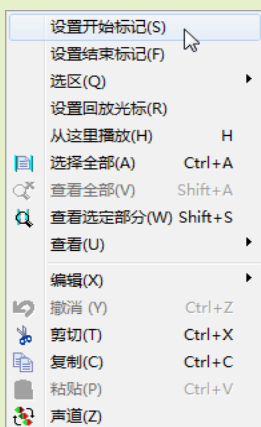 设置开始标记(S)
设置结束标记(F)
选区(Q)
设置回放光标(R)
从这里播放(H) H
选择全部(A) Ctrl+A
查看全部(V) Shift+A
查看选定部分(W) Shift+S
查看(U)
编辑(X)
撤消 (Y) Ctrl+Z
剪切(T) Ctrl+X
复制(C) Ctrl+C
粘贴(P) Ctrl+V
声道(Z)